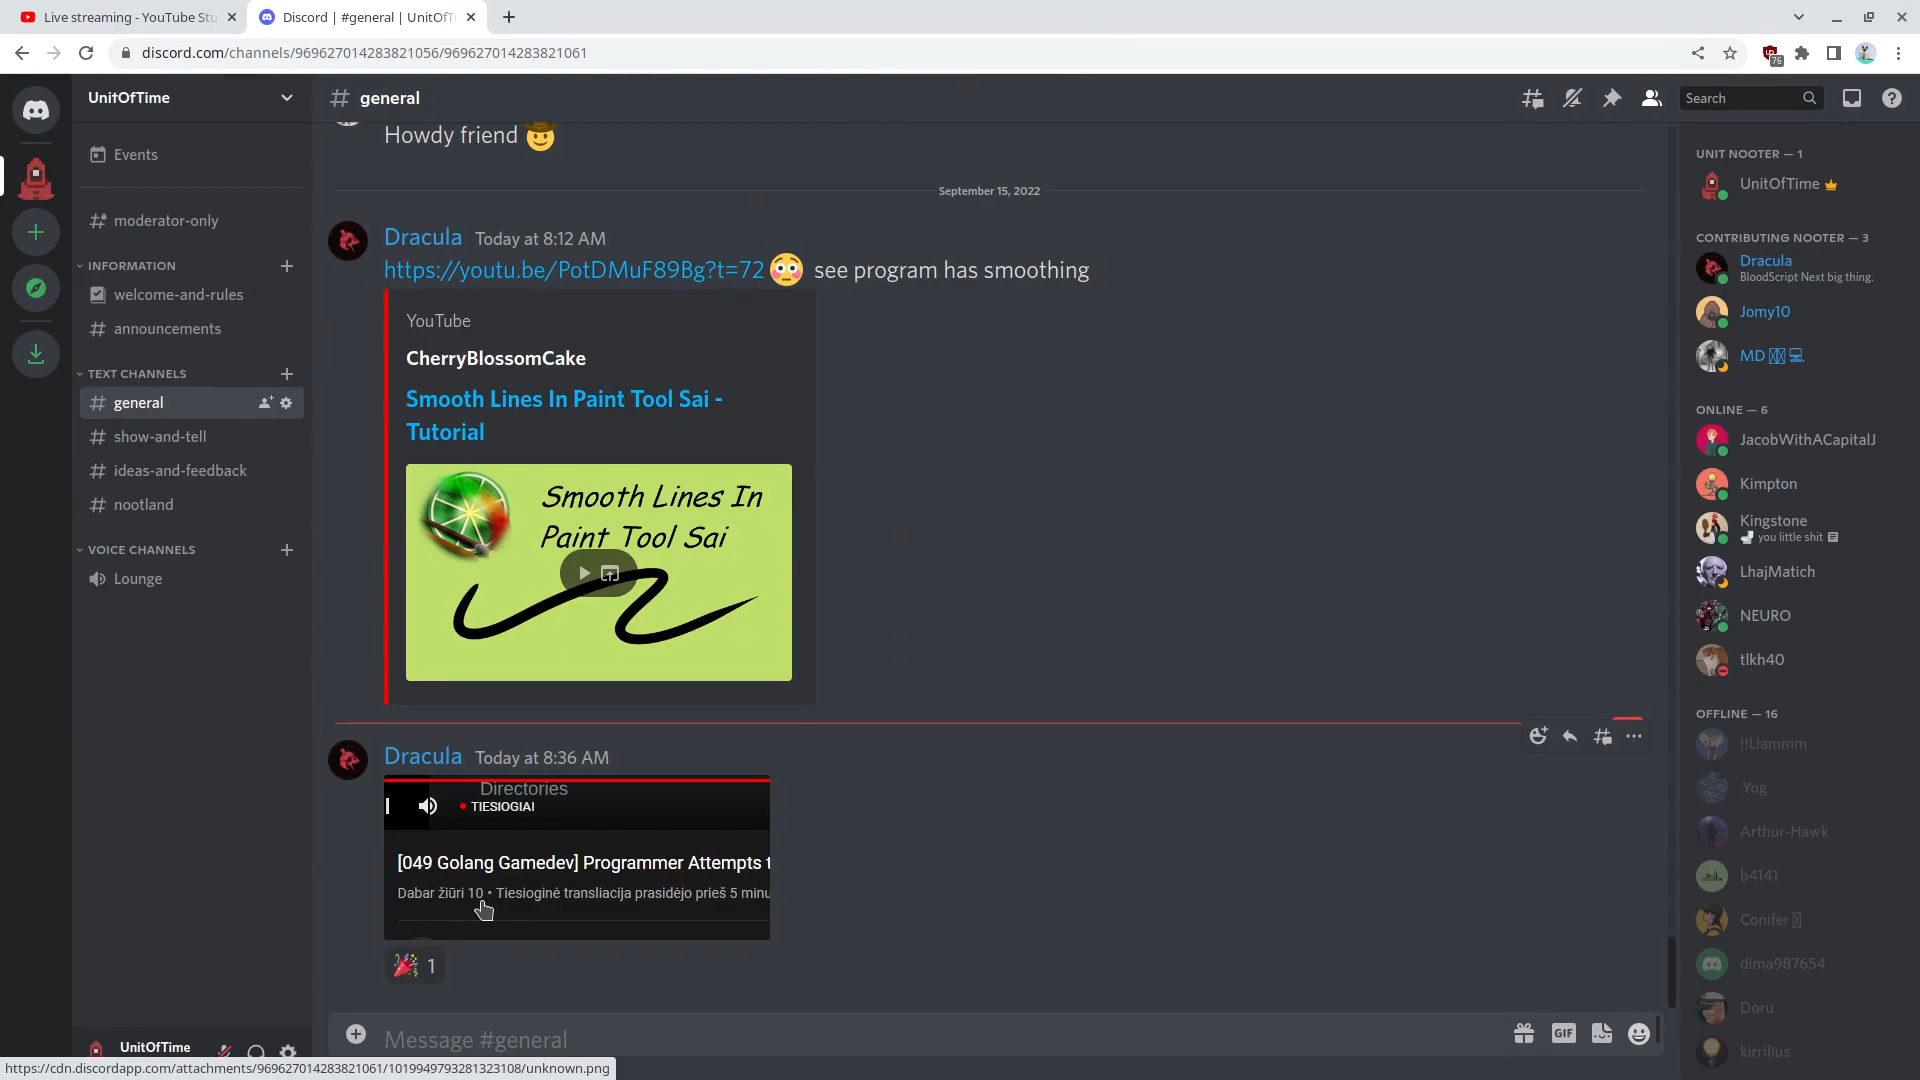 Live streaming - YouTube Stu
Discord | #general | UnitOfTi
discord.com/channels/969627014283821056/969627014283821061
76
UnitOfTime
general
Search
Events
moderator-only
INFORMATION
welcome-and-rules
announcements
TEXT CHANNELS
general
show-and-tell
ideas-and-feedback
nootland
VOICE CHANNELS
Lounge
UnitOfTime
Howdy friend 🤠
September 15, 2022
Dracula Today at 8:12 AM
https://youtu.be/PotDMuF89Bg?t=72 😳 see program has smoothing
YouTube
CherryBlossomCake
Smooth Lines In Paint Tool Sai -
Tutorial
Smooth Lines In
Paint Tool Sai
Dracula Today at 8:36 AM
Directories
TIESIOGIAI
[049 Golang Gamedev] Programmer Attempts t
Dabar žiūri 10 • Tiesioginė transliacija prasidėjo prieš 5 minu
🎉 1
Message #general
GIF
UNIT NOOTER — 1
UnitOfTime
CONTRIBUTING NOOTER — 3
Dracula
BloodScript Next big thing.
Jomy10
MD
ONLINE — 6
JacobWithACapitalJ
Kimpton
Kingstone
🚽 you little shit
LhajMatich
NEURO
tlkh40
OFFLINE — 16
!!Liammm
.Yog
Arthur-Hawk
b4141
Conifer
dima987654
Doru
kirrilius
https://cdn.discordapp.com/attachments/969627014283821061/1019949793281323108/unknown.png